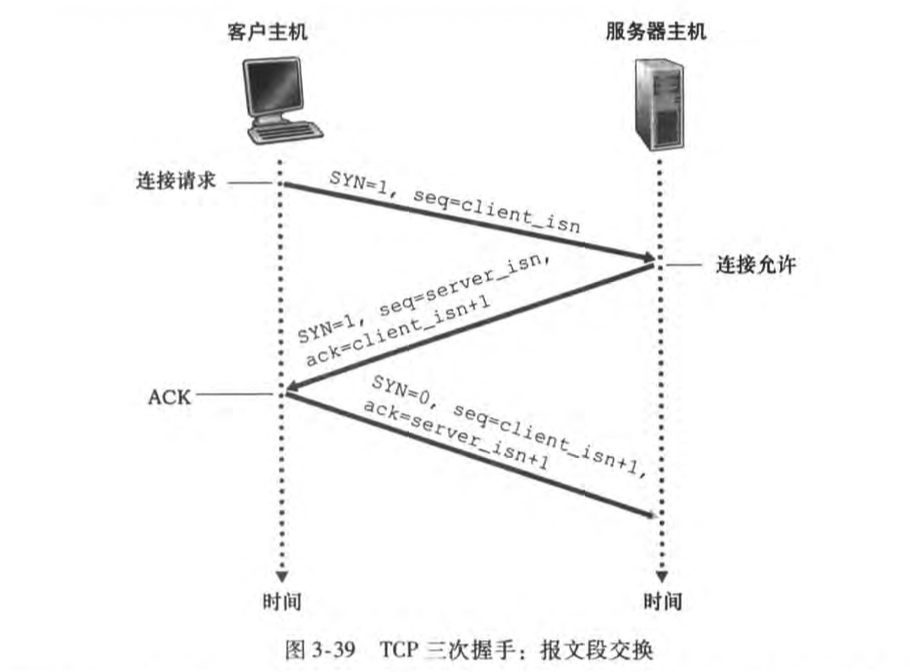 客户主机
服务器主机
连接请求
SYN=1, seq=client_isn
连接允许
SYN=1, seq=server_isn,
ack=client_isn+1
ACK
SYN=0, seq=client_isn+1,
ack=server_isn+1
时间
时间
图 3-39 TCP 三次握手：报文段交换